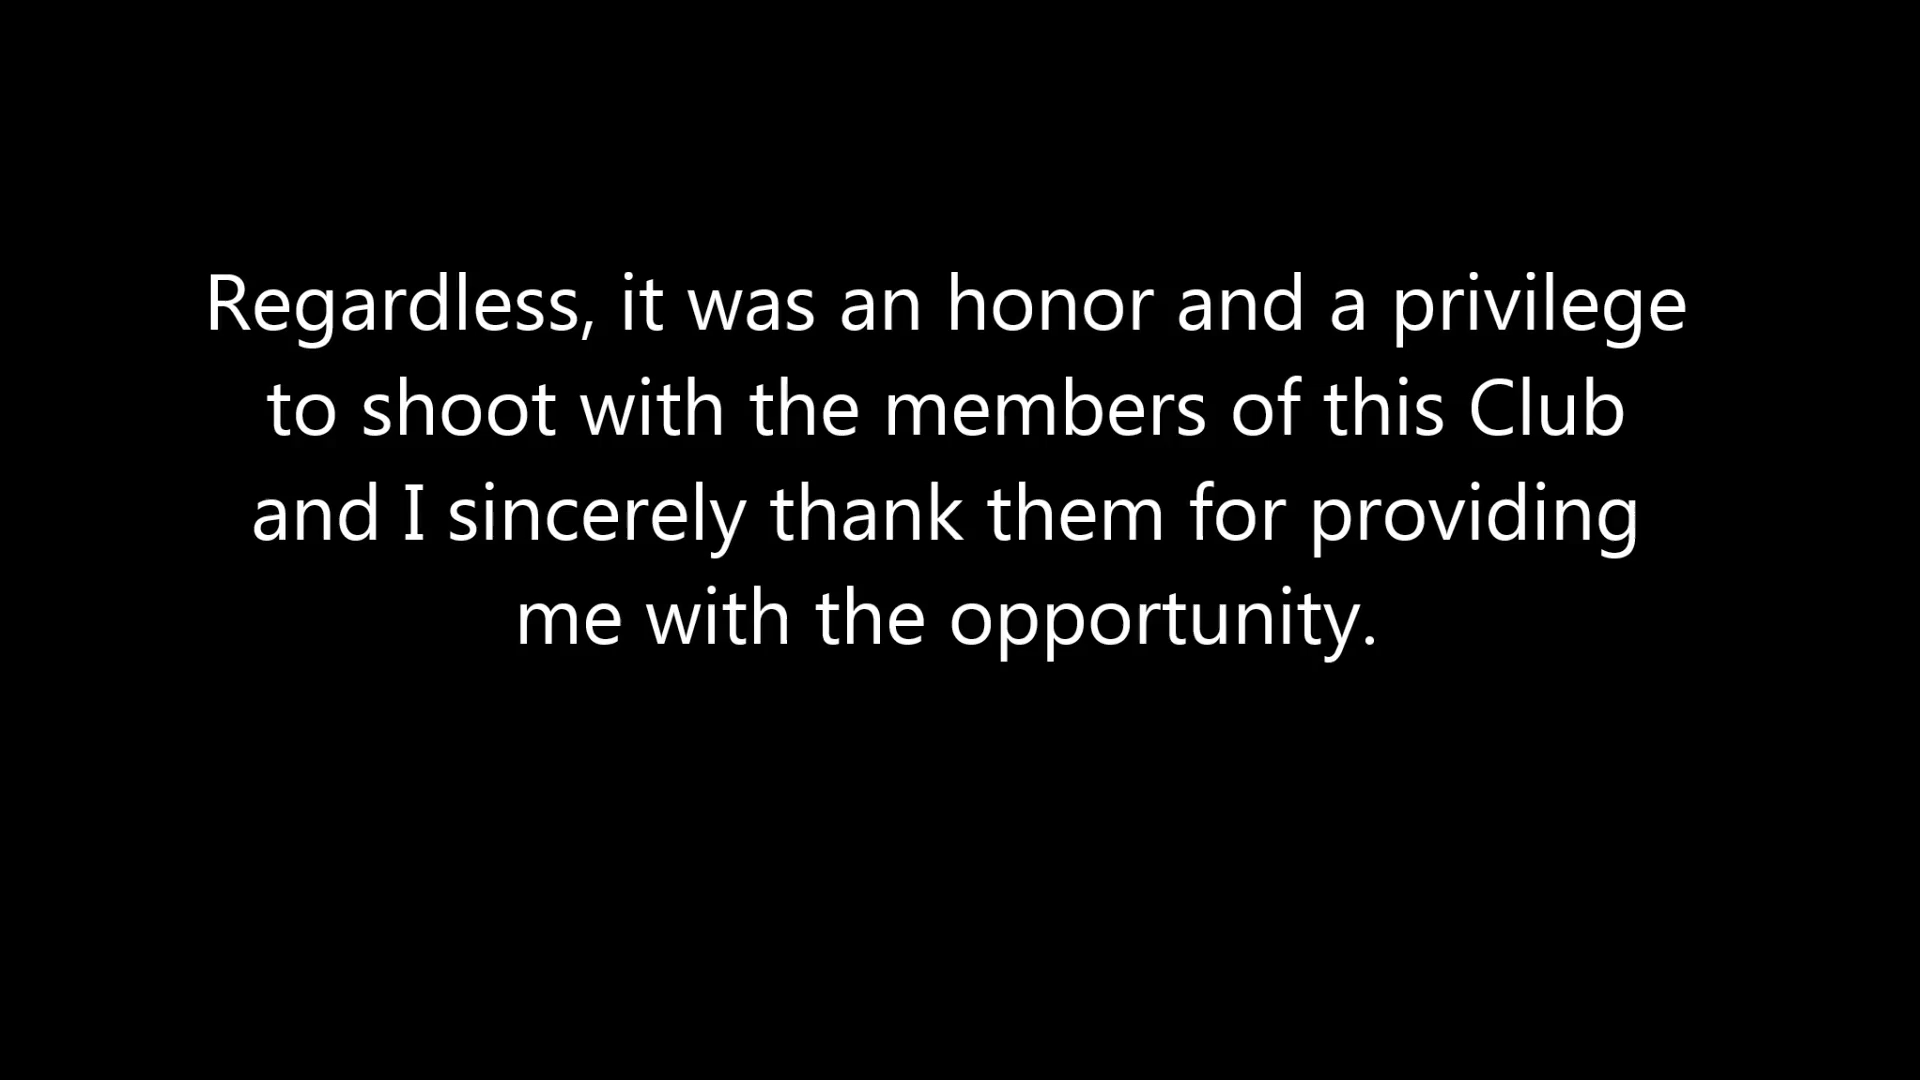 Regardless, it was an honor and a privilege
to shoot with the members of this Club
and I sincerely thank them for providing
me with the opportunity.